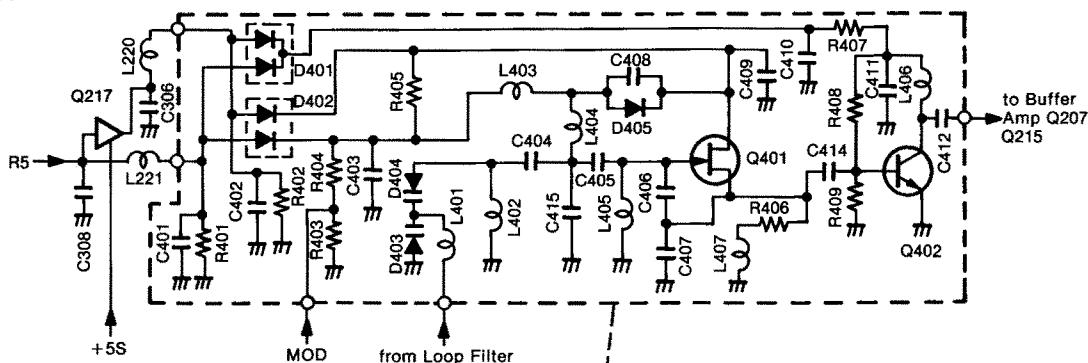 L220
Q217
C306
R5
L221
C308
+5S
C401
R401
C402
R402
D401
D402
R404
R403
MOD
C403
R405
D404
D403
L401
from Loop Filter
L403
C404
L402
C415
L404
C405
L405
C408
D405
C406
C407
Q401
C409
C410
R407
L407
R406
C414
R408
R409
C411
L406
C412
Q402
to Buffer
Amp Q207
Q215